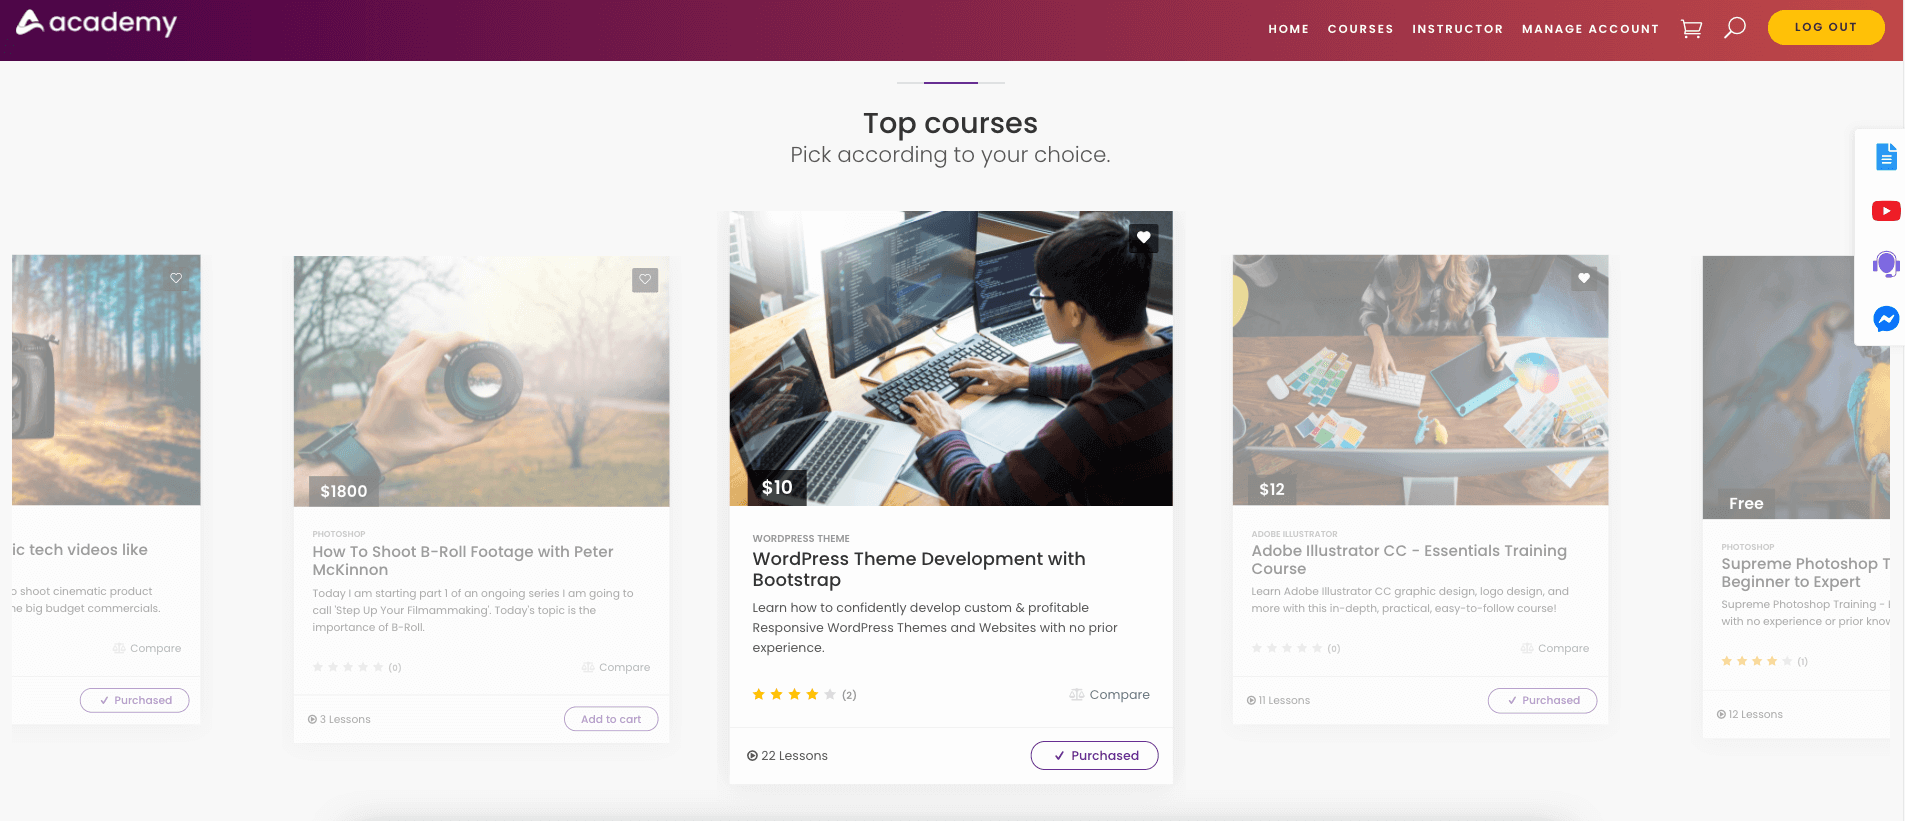 academy
HOME COURSES INSTRUCTOR MANAGE ACCOUNT LOG OUT
Top courses
Pick according to your choice.
ic tech videos like
shoot cinematic product
big budget commercials.
Compare
Purchased
$1800
PHOTOSHOP
How To Shoot B-Roll Footage with Peter
McKinnon
Today I am starting part 1 of an ongoing series I am going to
call 'Step Up Your Filmammaking'. Today's topic is the
importance of B-Roll.
(0)
Compare
3 Lessons
Add to cart
$10
WORDPRESS THEME
WordPress Theme Development with
Bootstrap
Learn how to confidently develop custom & profitable
Responsive WordPress Themes and Websites with no prior
experience.
(2)
Compare
22 Lessons
Purchased
$12
ADOBE ILLUSTRATOR
Adobe Illustrator CC - Essentials Training
Course
Learn Adobe Illustrator CC graphic design, logo design, and
more with this in-depth, practical, easy-to-follow course!
(0)
Compare
11 Lessons
Purchased
Free
PHOTOSHOP
Supreme Photoshop T
Beginner to Expert
Supreme Photoshop Training -
with no experience or prior know
(1)
12 Lessons